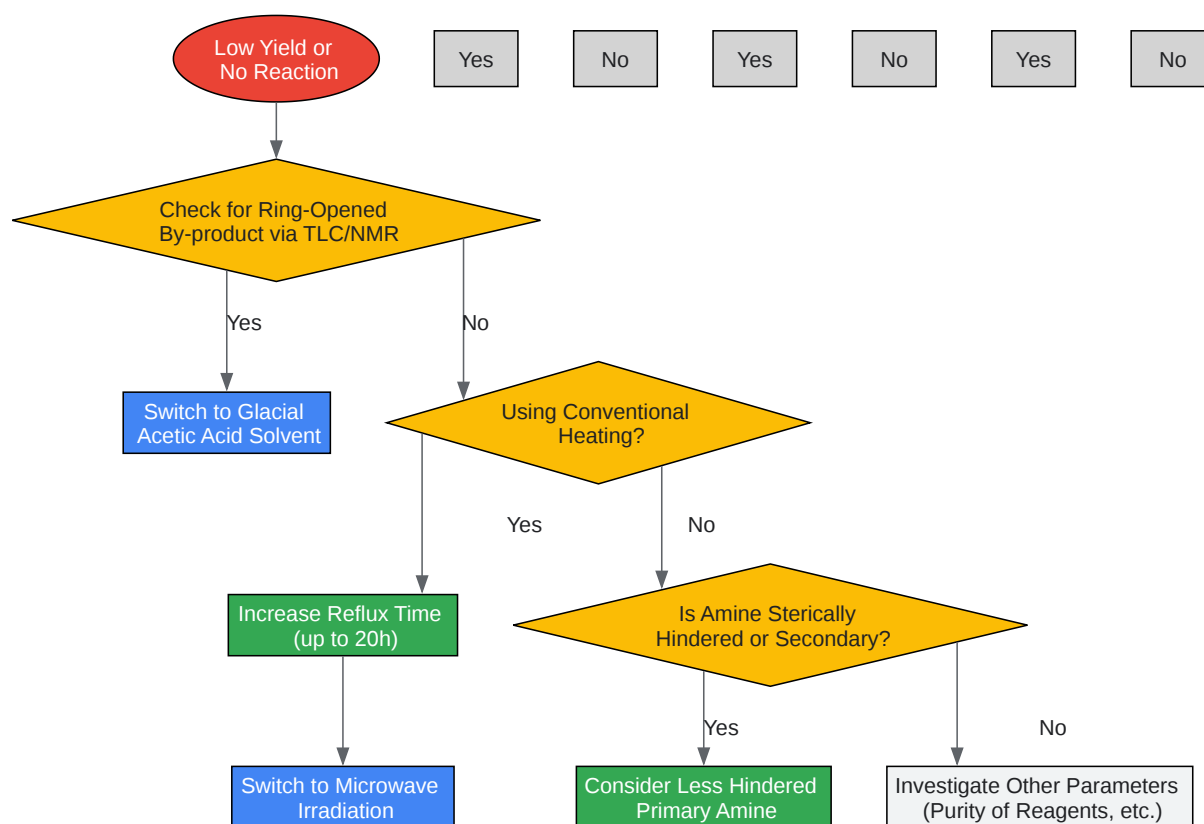 Low Yield or
No Reaction
Yes
No
Yes
No
Yes
No
Check for Ring-Opened
By-product via TLC/NMR
Yes
No
Switch to Glacial
Acetic Acid Solvent
Using Conventional
Heating?
Yes
No
Increase Reflux Time
(up to 20h)
Is Amine Sterically
Hindered or Secondary?
Yes
No
Switch to Microwave
Irradiation
Consider Less Hindered
Primary Amine
Investigate Other Parameters
(Purity of Reagents, etc.)